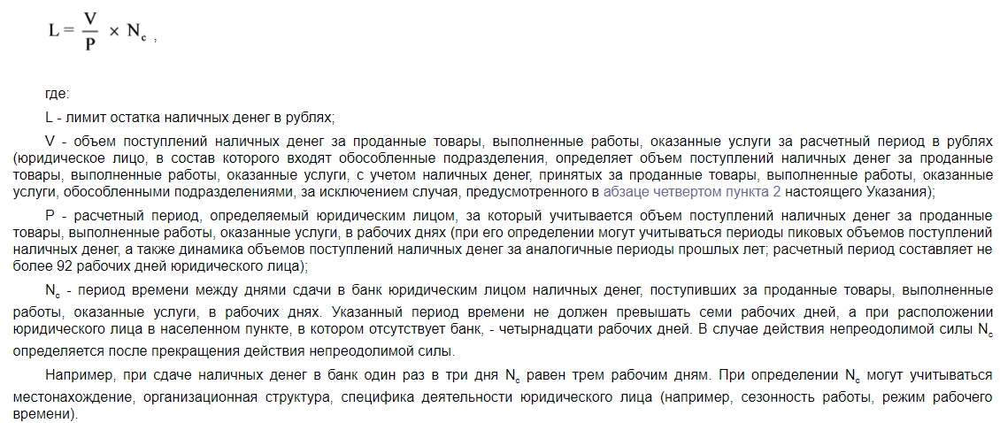 L = V/P × Nc ,
где:
L - лимит остатка наличных денег в рублях;
V - объем поступлений наличных денег за проданные товары, выполненные работы, оказанные услуги за расчетный период в рублях
(юридическое лицо, в состав которого входят обособленные подразделения, определяет объем поступлений наличных денег за проданные
товары, выполненные работы, оказанные услуги, с учетом наличных денег, принятых за проданные товары, выполненные работы, оказанные
услуги, обособленными подразделениями, за исключением случая, предусмотренного в абзаце четвертом пункта 2 настоящего Указания);
P - расчетный период, определяемый юридическим лицом, за который учитывается объем поступлений наличных денег за проданные
товары, выполненные работы, оказанные услуги, в рабочих днях (при его определении могут учитываться периоды пиковых объемов поступлений
наличных денег, а также динамика объемов поступлений наличных денег за аналогичные периоды прошлых лет; расчетный период составляет не
более 92 рабочих дней юридического лица);
Nc - период времени между днями сдачи в банк юридическим лицом наличных денег, поступивших за проданные товары, выполненные
работы, оказанные услуги, в рабочих днях. Указанный период времени не должен превышать семи рабочих дней, а при расположении
юридического лица в населенном пункте, в котором отсутствует банк, - четырнадцати рабочих дней. В случае действия непреодолимой силы Nc
определяется после прекращения действия непреодолимой силы.
Например, при сдаче наличных денег в банк один раз в три дня Nc равен трем рабочим дням. При определении Nc могут учитываться
местонахождение, организационная структура, специфика деятельности юридического лица (например, сезонность работы, режим рабочего
времени).